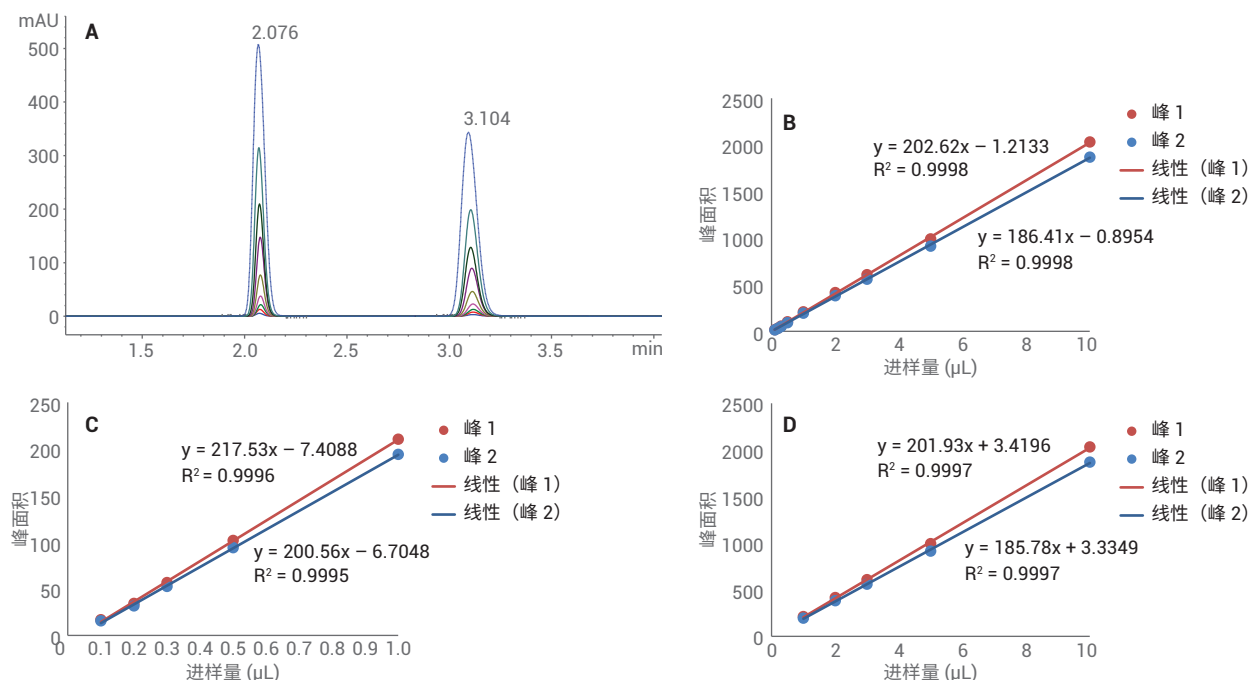 mAU
A
2.076
3.104
500
400
300
200
100
0
1.5
2.0
2.5
3.0
3.5
min
B
2500
2000
1500
1000
500
0
峰面积
y = 202.62x – 1.2133
R² = 0.9998
y = 186.41x – 0.8954
R² = 0.9998
0
2
4
6
8
10
进样量 (µL)
峰 1
峰 2
线性（峰 1）
线性（峰 2）
C
250
200
150
100
50
0
峰面积
y = 217.53x – 7.4088
R² = 0.9996
y = 200.56x – 6.7048
R² = 0.9995
0
0.1
0.2
0.3
0.4
0.5
0.6
0.7
0.8
0.9
1.0
进样量 (µL)
峰 1
峰 2
线性（峰 1）
线性（峰 2）
D
2500
2000
1500
1000
500
0
峰面积
y = 201.93x + 3.4196
R² = 0.9997
y = 185.78x + 3.3349
R² = 0.9997
0
2
4
6
8
10
进样量 (µL)
峰 1
峰 2
线性（峰 1）
线性（峰 2）